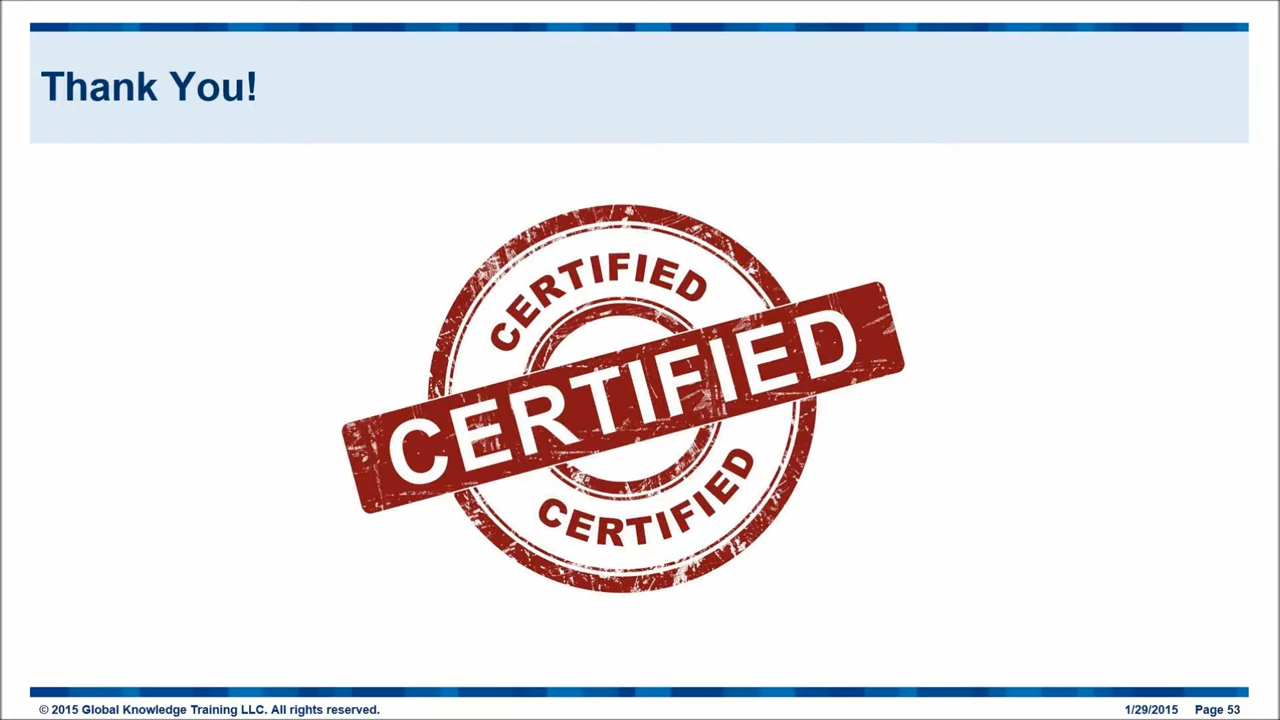 Thank You!
CERTIFIED
CERTIFIED
CERTIFIED
© 2015 Global Knowledge Training LLC. All rights reserved.
1/29/2015 Page 53